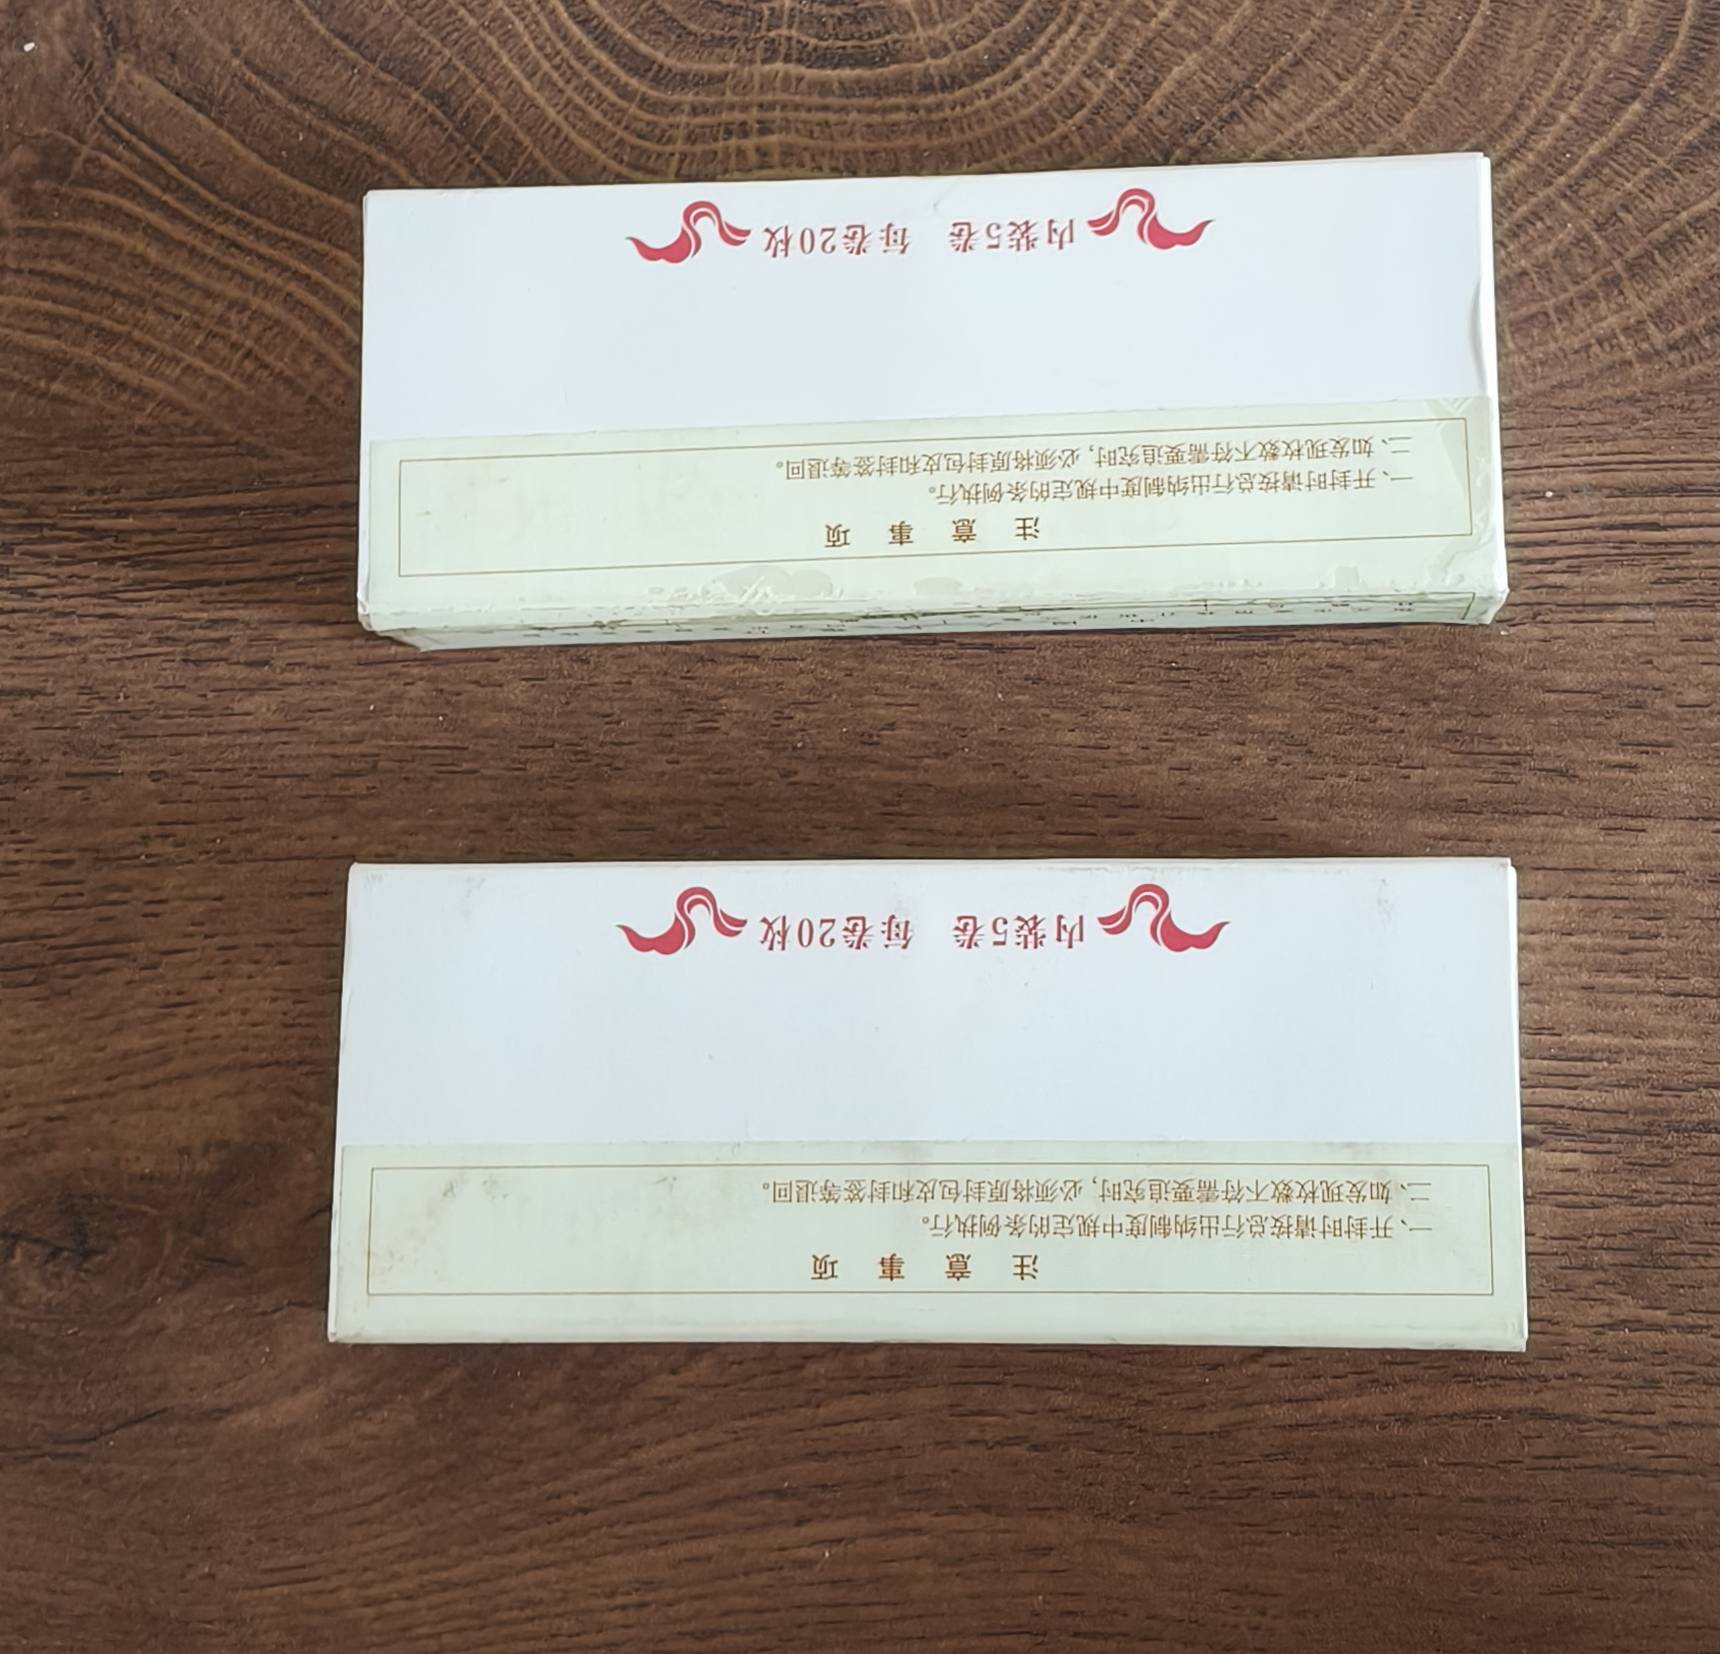 注意事项
一、开封时请按总行出纳制度中规定的条例执行。
二、如发现枚数不符需要追究时，必须将原封包皮和封签等退回。
内装5卷 每卷20枚
注意事项
一、开封时请按总行出纳制度中规定的条例执行。
二、如发现枚数不符需要追究时，必须将原封包皮和封签等退回。
内装5卷 每卷20枚